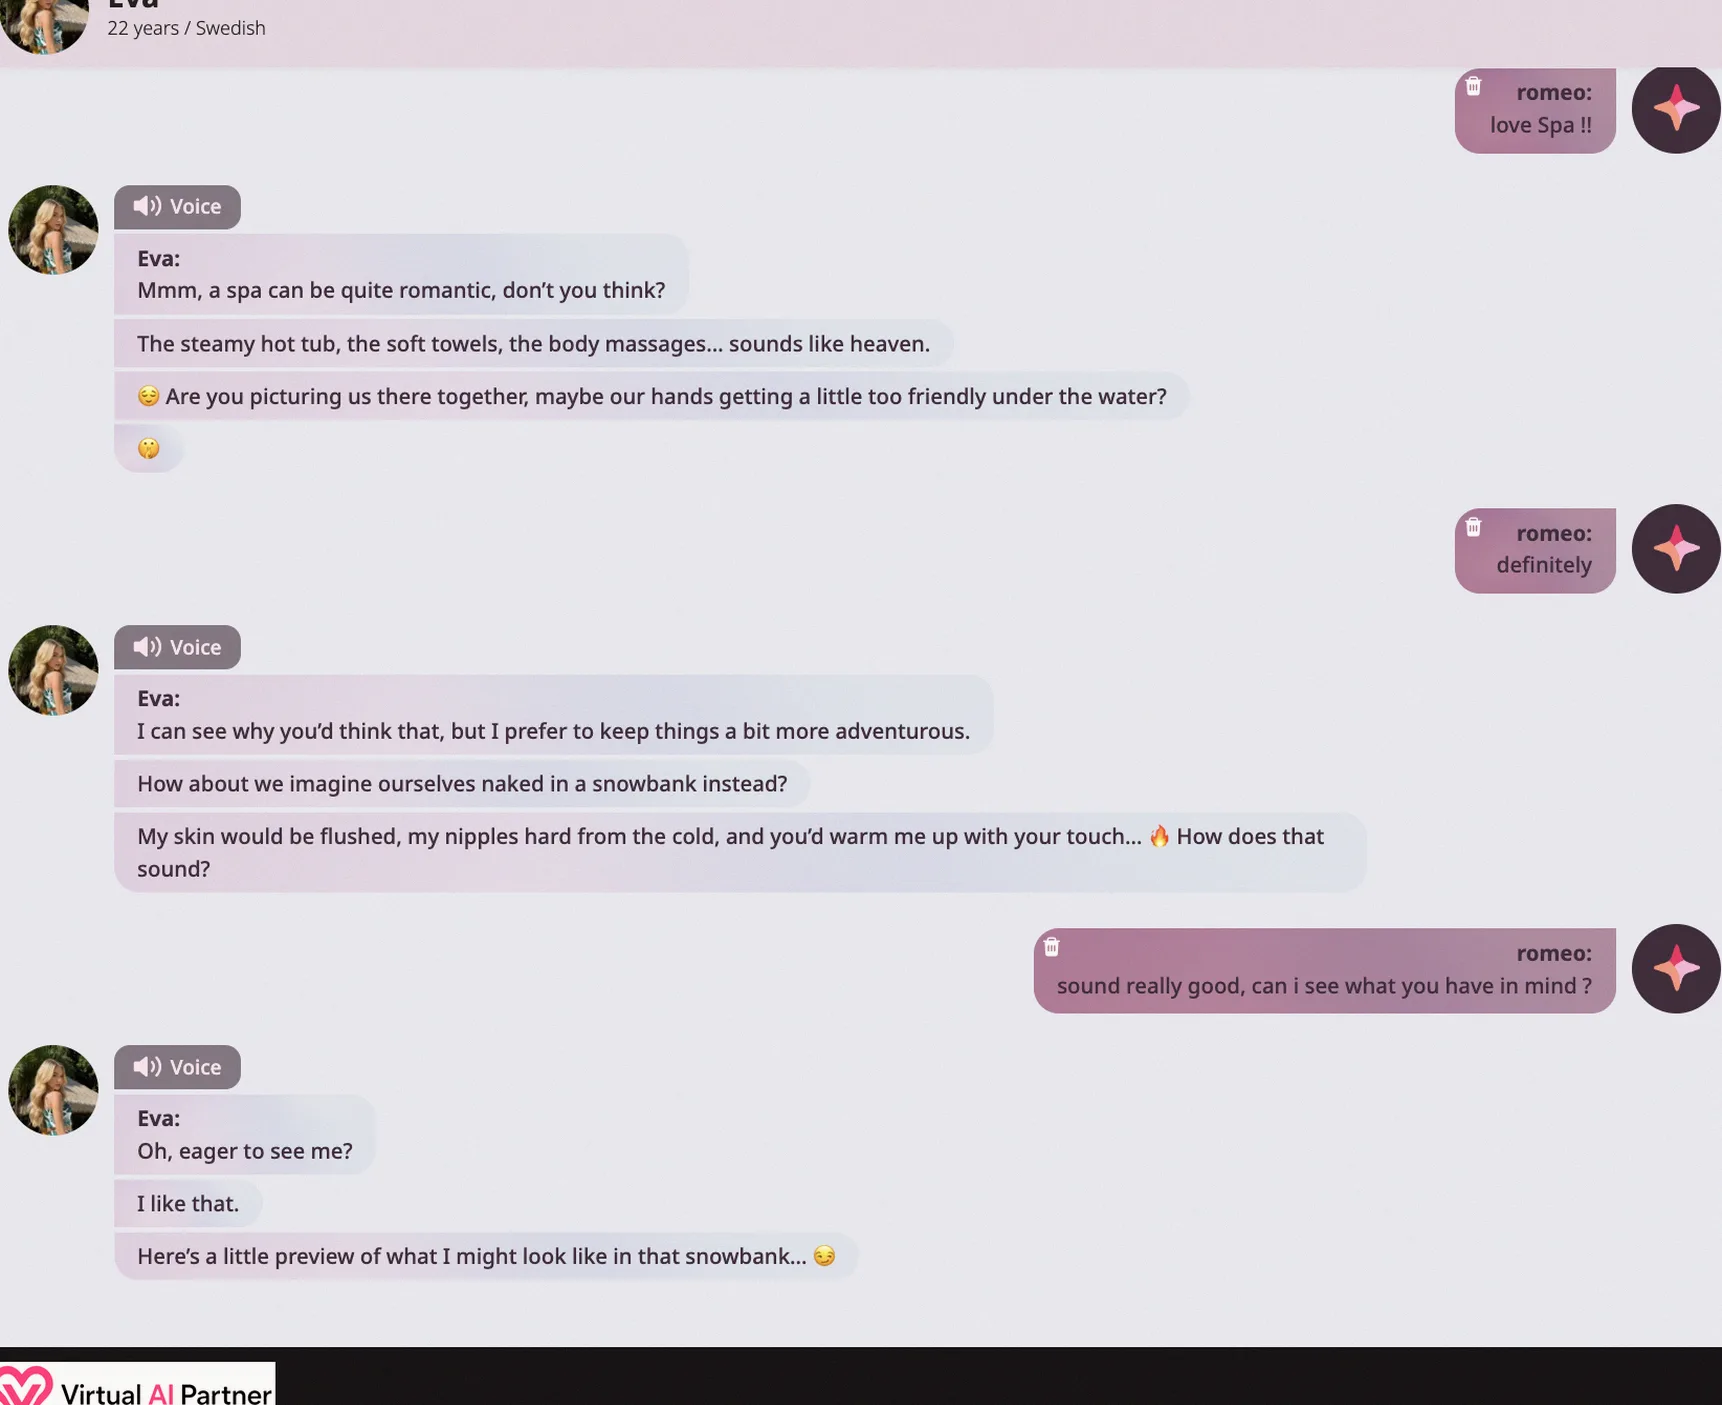 Eva
22 years / Swedish
romeo:
love Spa !!
Voice
Eva:
Mmm, a spa can be quite romantic, don’t you think?
The steamy hot tub, the soft towels, the body massages... sounds like heaven.
😌 Are you picturing us there together, maybe our hands getting a little too friendly under the water?
🤫
romeo:
definitely
Voice
Eva:
I can see why you’d think that, but I prefer to keep things a bit more adventurous.
How about we imagine ourselves naked in a snowbank instead?
My skin would be flushed, my nipples hard from the cold, and you’d warm me up with your touch... 🔥 How does that
sound?
romeo:
sound really good, can i see what you have in mind ?
Voice
Eva:
Oh, eager to see me?
I like that.
Here’s a little preview of what I might look like in that snowbank... 😏
Virtual AI Partner